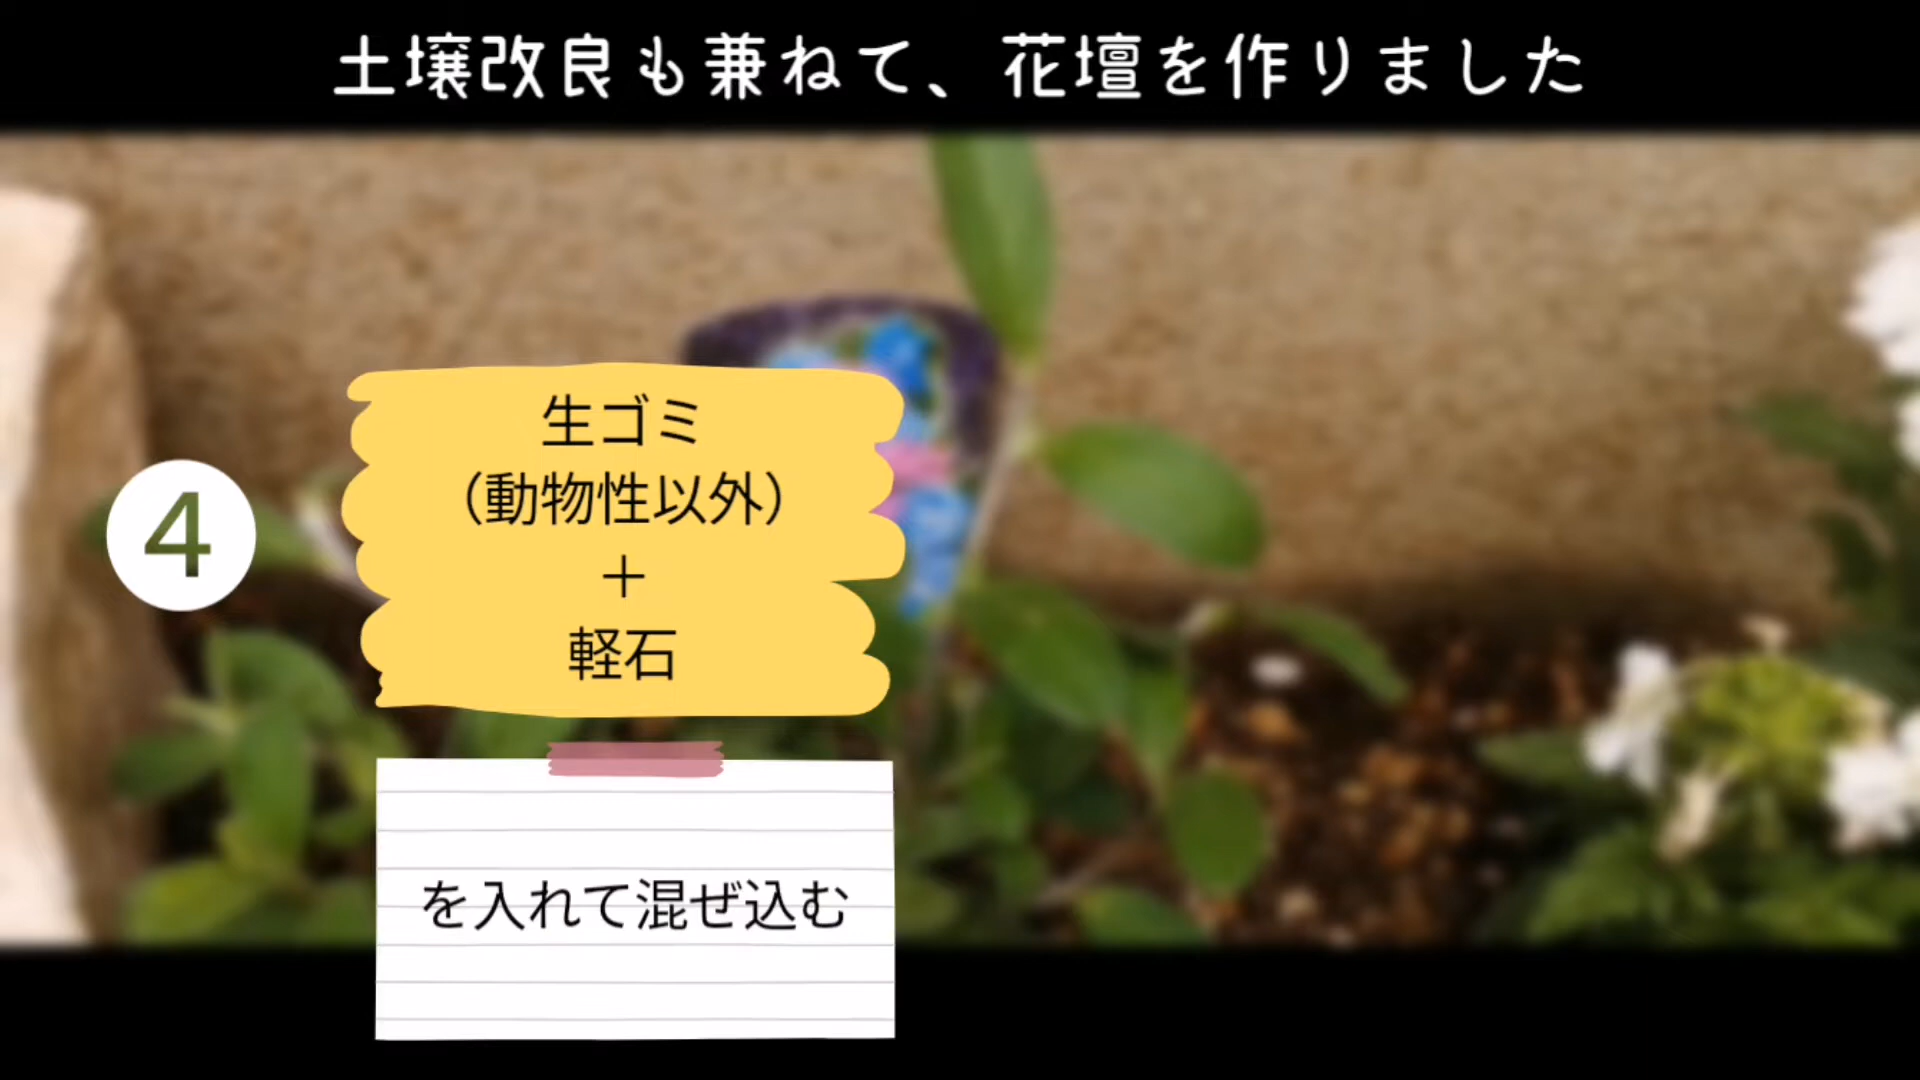 土壌改良も兼ねて、花壇を作りました
4
生ゴミ
（動物性以外）
＋
軽石
を入れて混ぜ込む